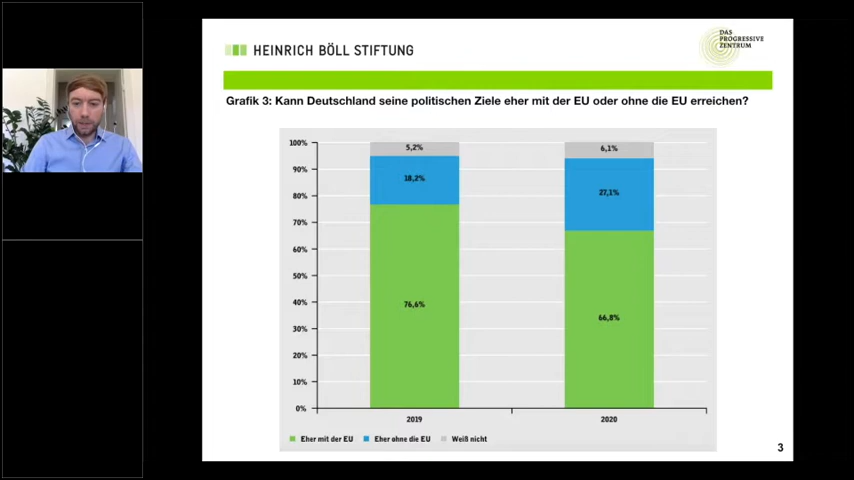 HEINRICH BÖLL STIFTUNG
DAS
PROGRESSIVE
ZENTRUM
Grafik 3: Kann Deutschland seine politischen Ziele eher mit der EU oder ohne die EU erreichen?
100%
90%
80%
70%
60%
50%
40%
30%
20%
10%
0%
5,2%
18,2%
76,6%
6,1%
27,1%
66,8%
2019
2020
Eher mit der EU
Eher ohne die EU
Weiß nicht
3